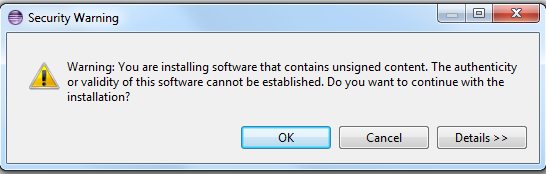 Security Warning
Warning: You are installing software that contains unsigned content. The authenticity
or validity of this software cannot be established. Do you want to continue with the
installation?
OK Cancel Details >>